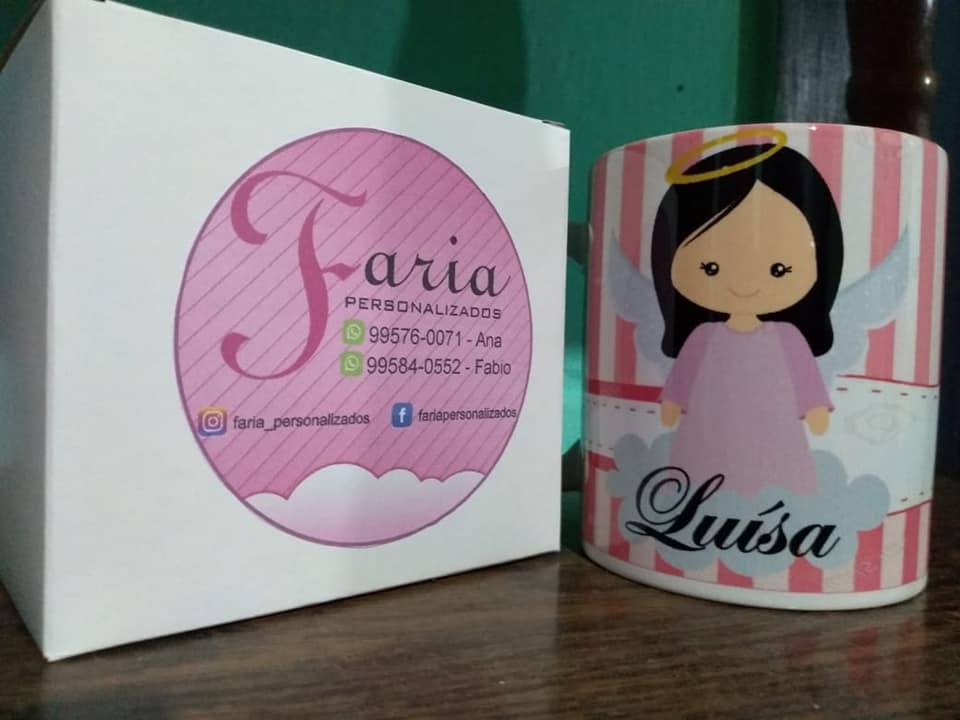 Faria
PERSONALIZADOS
99576-0071 - Ana
99584-0552 - Fabio
faria_personalizados
fariapersonalizados
Luísa